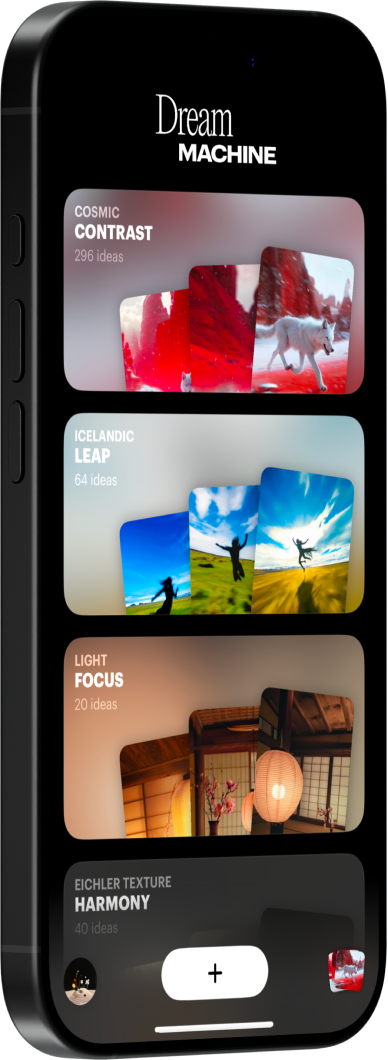 Dream
MACHINE
COSMIC
CONTRAST
296 ideas
ICELANDIC
LEAP
64 ideas
LIGHT
FOCUS
20 ideas
EICHLER TEXTURE
HARMONY
40 ideas
+